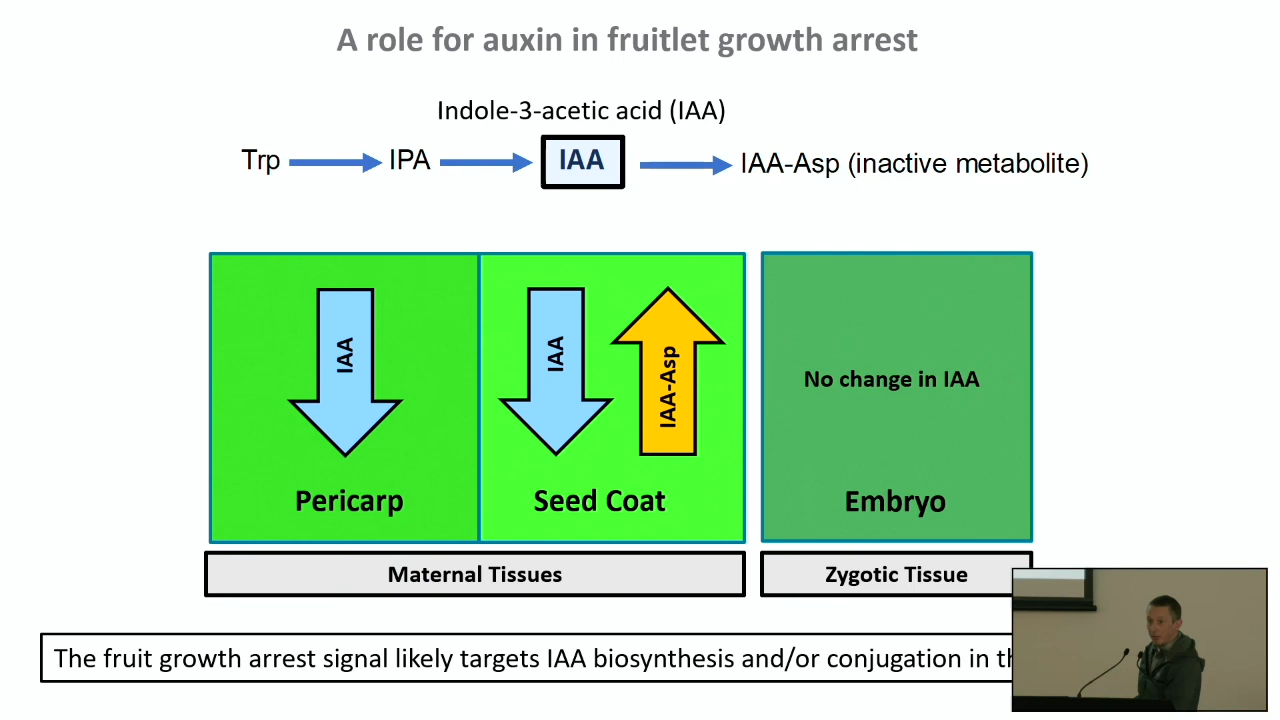 A role for auxin in fruitlet growth arrest
Indole-3-acetic acid (IAA)
Trp IPA IAA IAA-Asp (inactive metabolite)
IAA IAA IAA-Asp
No change in IAA
Pericarp Seed Coat Embryo
Maternal Tissues Zygotic Tissue
The fruit growth arrest signal likely targets IAA biosynthesis and/or conjugation in